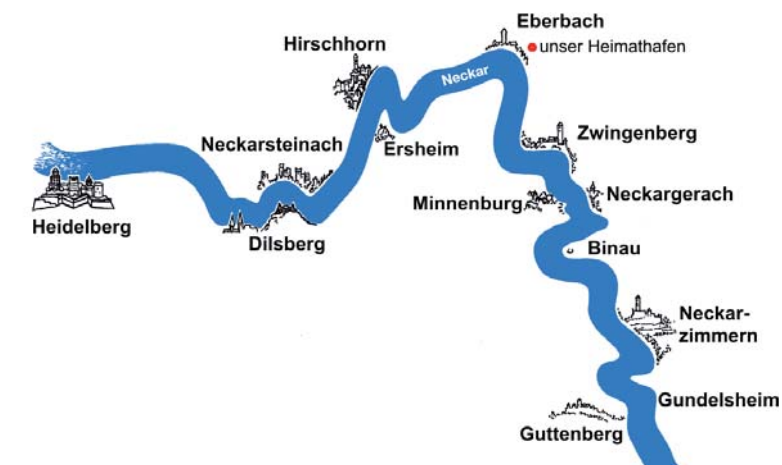 Eberbach
unser Heimathafen
Hirschhorn
Neckar
Zwingenberg
Neckarsteinach
Ersheim
Neckargerach
Minnenburg
Heidelberg
Dilsberg
Binau
Neckar-
zimmern
Gundelsheim
Guttenberg